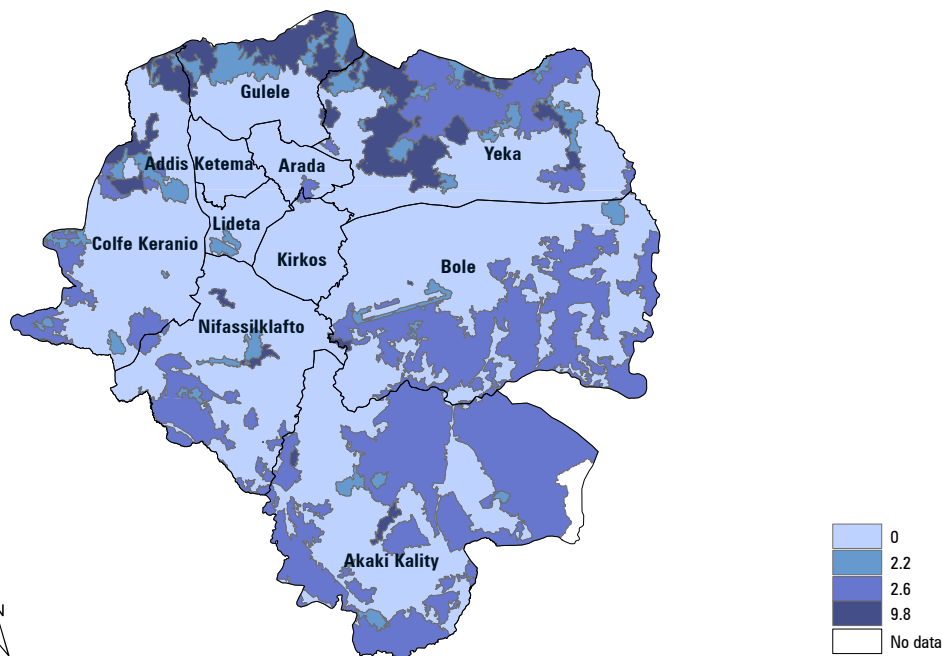 Gulele
Addis Ketema
Arada
Yeka
Lideta
Colfe Keranio
Kirkos
Bole
Nifassilklafto
Akaki Kality
0
2.2
2.6
9.8
No data
N